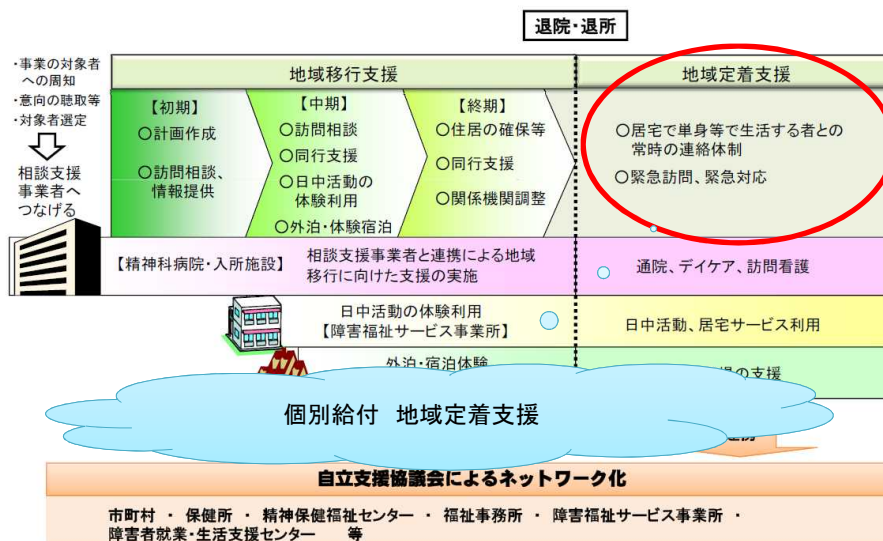 退院・退所
・事業の対象者
への周知
・意向の聴取等
・対象者選定
相談支援
事業者へ
つなげる
地域移行支援
【初期】
〇計画作成
〇訪問相談、
情報提供
【中期】
〇訪問相談
〇同行支援
〇日中活動の
体験利用
〇外泊・体験宿泊
【終期】
〇住居の確保等
〇同行支援
〇関係機関調整
地域定着支援
〇居宅で単身等で生活する者との
常時の連絡体制
〇緊急訪問、緊急対応
【精神科病院・入所施設】
相談支援事業者と連携による地域
移行に向けた支援の実施
通院、デイケア、訪問看護
日中活動の体験利用
【障害福祉サービス事業所】
日中活動、居宅サービス利用
外泊・宿泊体験
の支援
個別給付 地域定着支援
自立支援協議会によるネットワーク化
市町村 ・ 保健所 ・ 精神保健福祉センター ・ 福祉事務所 ・ 障害福祉サービス事業所 ・
障害者就業・生活支援センター 等